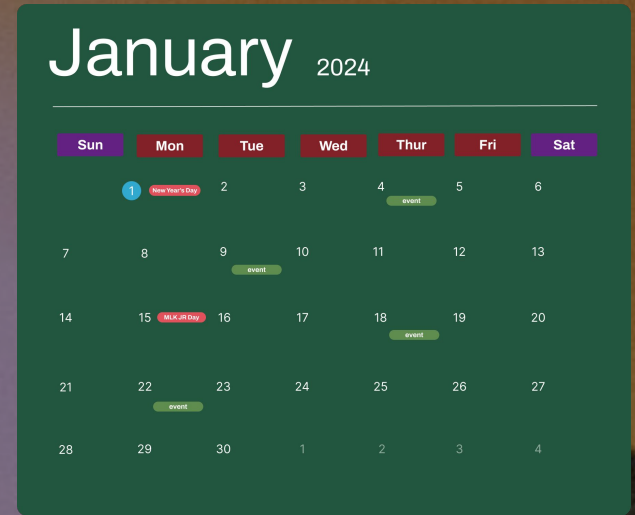 January 2024
Sun Mon Tue Wed Thur Fri Sat
1 New Year's Day 2 3 4 5 6
event
7 8 9 10 11 12 13
event
14 15 MLK JR Day 16 17 18 19 20
event
21 22 23 24 25 26 27
event
28 29 30 1 2 3 4